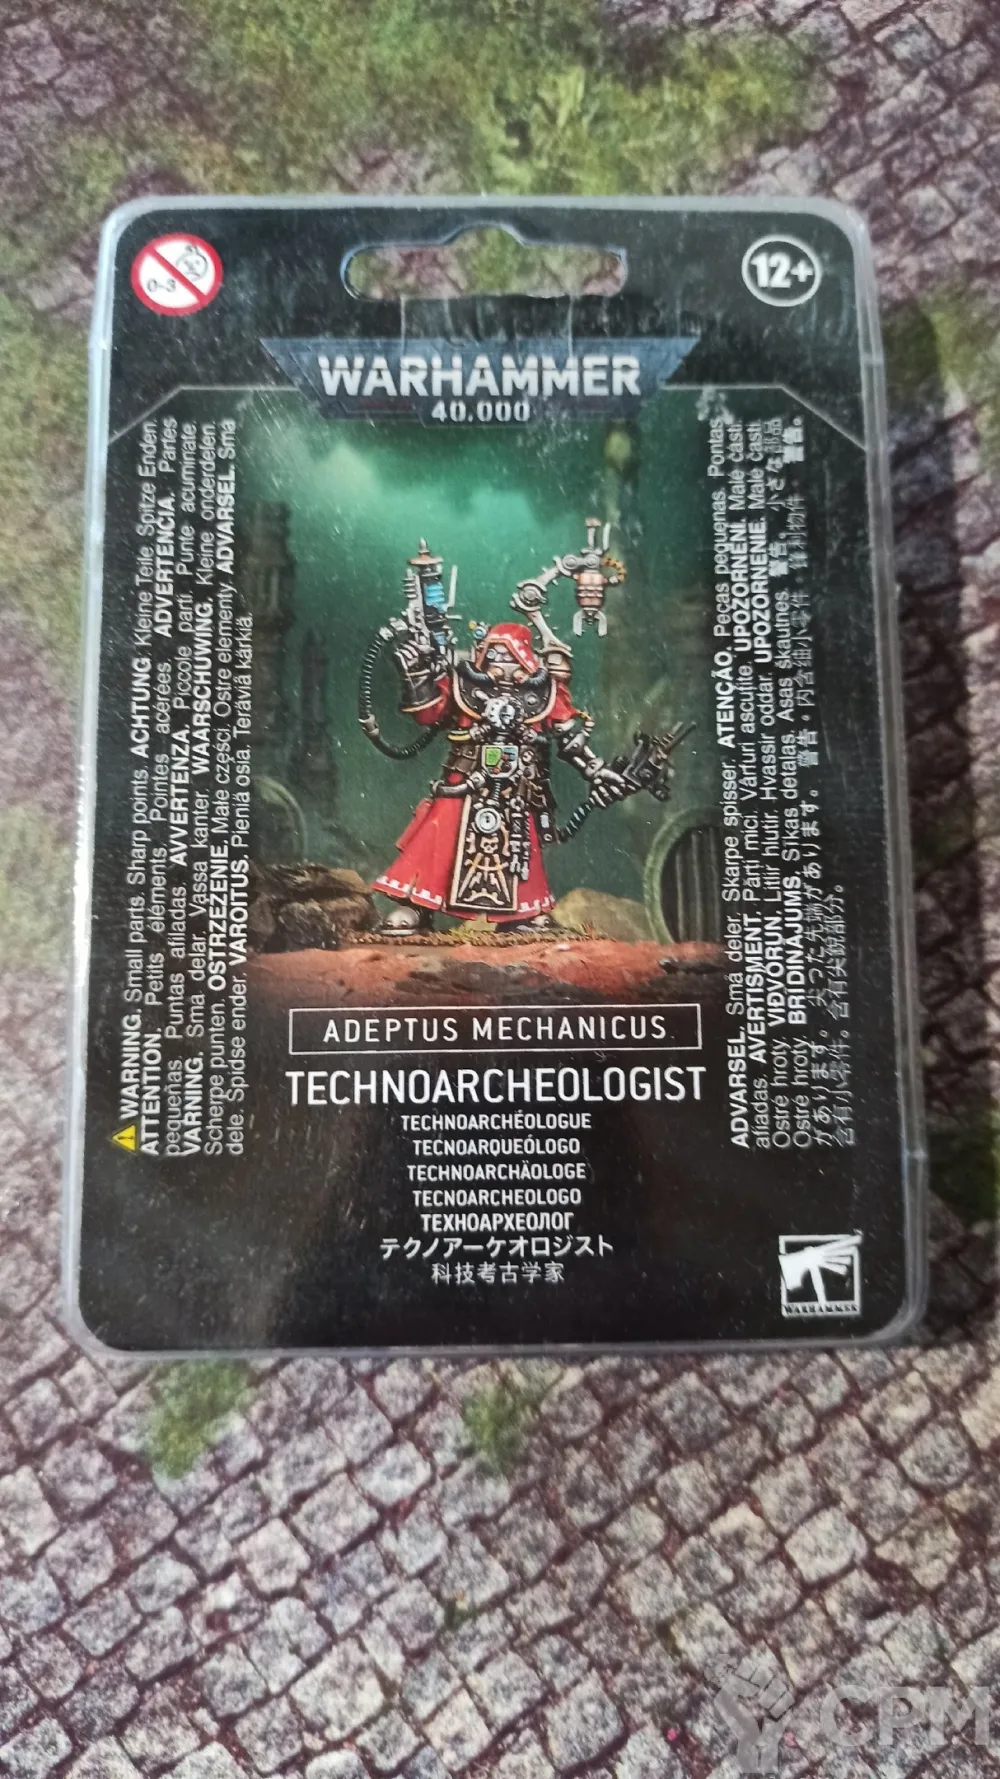 0-3
12+
WARHAMMER
40.000
⚠ WARNING. Small parts. Sharp points. ACHTUNG. Kleine Teile. Spitze Enden.
ATTENTION. Petits éléments. Pointes acérées. ADVERTENCIA. Partes
pequeñas. Puntas afiladas. AVVERTENZA. Piccole parti. Punte acuminate.
VARNING. Små delar. Vassa kanter. WAARSCHUWING. Kleine onderdelen.
Scherpe punten. OSTRZEŻENIE. Małe części. Ostre elementy. ADVARSEL. Små
dele. Spidse ender. VAROITUS. Pieniä osia. Teräviä kärkiä.
ADVARSEL. Små deler. Skarpe spisser. ATENÇÃO. Peças pequenas. Pontas
afiadas. AVERTISMENT. Părți mici. Vârfuri ascuțite. UPOZORNĚNÍ. Malé části.
Ostré hroty. VIÐVÖRUN. Litlir hlutir. Hvassir oddar. UPOZORNENIE. Malé časti.
Ostré hroty. BRĪDINĀJUMS. Sīkas detaļas. Asas šķautnes. 警告。小さな部品
があります。尖った先端があります。警告。内含细小零件。锋利物件。警告。
含有小零件。含有尖銳部分。
ADEPTUS MECHANICUS
TECHNOARCHEOLOGIST
TECHNOARCHÉOLOGUE
TECNOARQUEÓLOGO
TECHNOARCHÄOLOGE
TECNOARCHEOLOGO
ТЕХНОАРХЕОЛОГ
テクノアーケオロジスト
科技考古学家
WARHAMMER
CPM